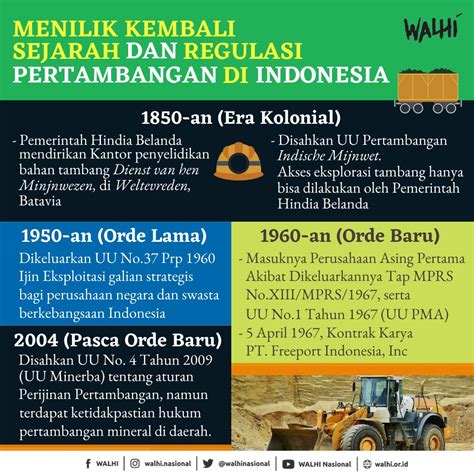 MENILIK KEMBALI
SEJARAH DAN REGULASI
PERTAMBANGAN DI INDONESIA
WALHI
1850-an (Era Kolonial)
- Pemerintah Hindia Belanda
mendirikan Kantor penyelidikan
bahan tambang Dienst van hen
Minjnwezen, di Weltevreden,
Batavia
- Disahkan UU Pertambangan
Indische Mijnwet.
Akses eksplorasi tambang hanya
bisa dilakukan oleh Pemerintah
Hindia Belanda
1950-an (Orde Lama)
Dikeluarkan UU No.37 Prp 1960
Ijin Eksploitasi galian strategis
bagi perusahaan negara dan swasta
berkebangsaan Indonesia
1960-an (Orde Baru)
- Masuknya Perusahaan Asing Pertama
Akibat Dikeluarkannya Tap MPRS
No.XIII/MPRS/1967, serta
UU No.1 Tahun 1967 (UU PMA)
- 5 April 1967, Kontrak Karya
PT. Freeport Indonesia, Inc
2004 (Pasca Orde Baru)
Disahkan UU No. 4 Tahun 2009
(UU Minerba) tentang aturan
Perijinan Pertambangan, namun
terdapat ketidakpastian hukum
pertambangan mineral di daerah.
WALHI walhi.nasional @walhinasional WALHI Nasional walhi.or.id